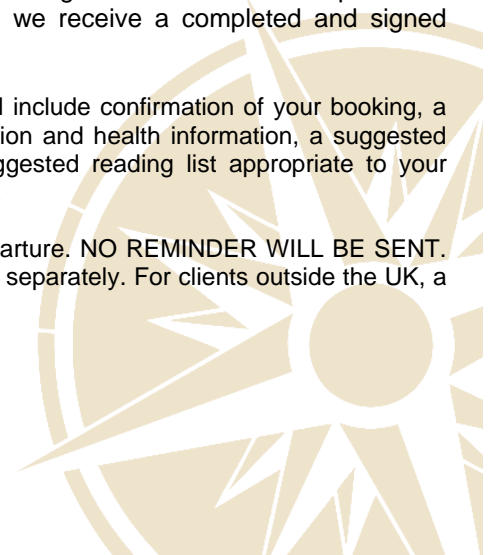 we receive a completed and signed
include confirmation of your booking, a
ion and health information, a suggested
ggested reading list appropriate to your
arture. NO REMINDER WILL BE SENT.
separately. For clients outside the UK, a